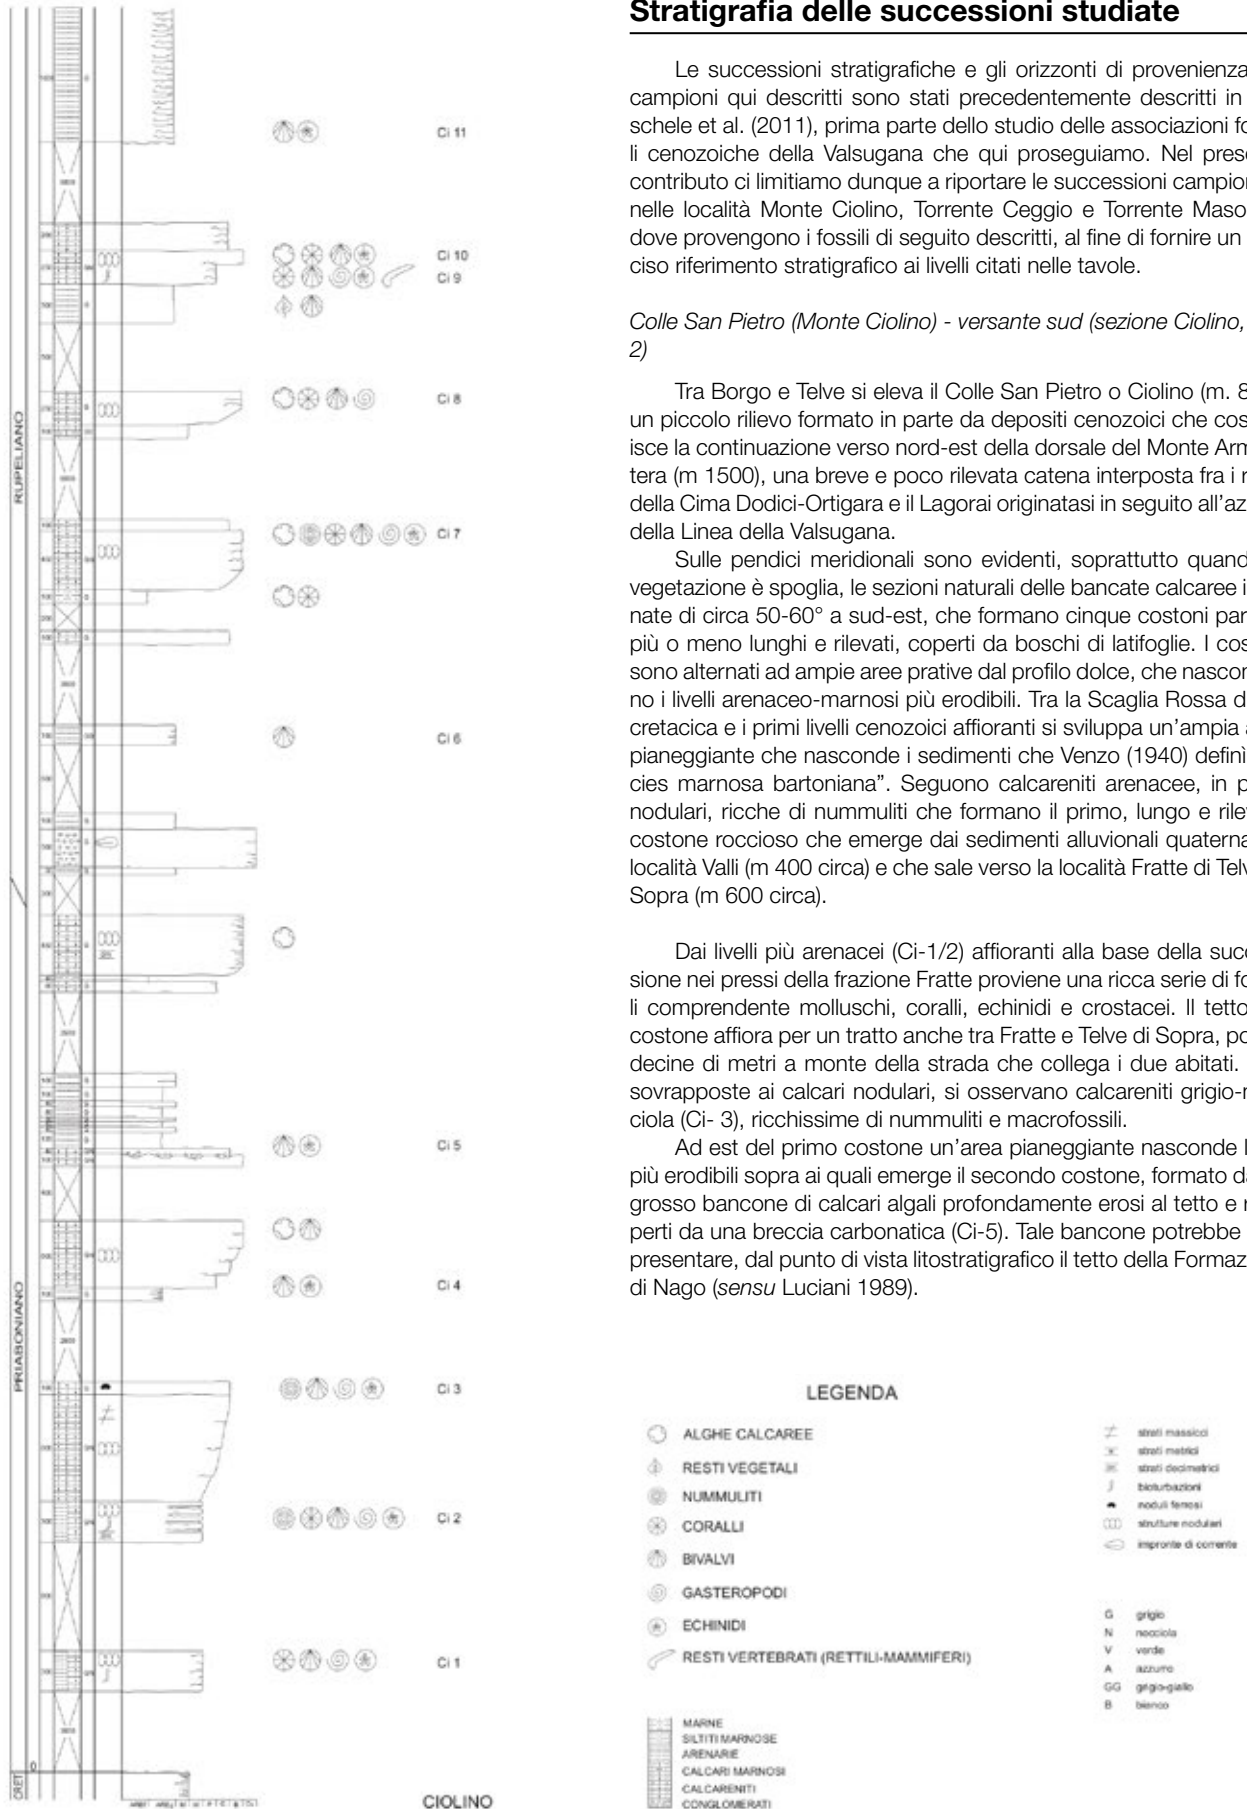 Stratigrafia delle successioni studiate
Le successioni stratigrafiche e gli orizzonti di provenienza
campioni qui descritti sono stati precedentemente descritti in
schele et al. (2011), prima parte dello studio delle associazioni fo
li cenozoiche della Valsugana che qui proseguiamo. Nel prese
contributo ci limitiamo dunque a riportare le successioni campion
nelle località Monte Ciolino, Torrente Ceggio e Torrente Maso
dove provengono i fossili di seguito descritti, al fine di fornire un
ciso riferimento stratigrafico ai livelli citati nelle tavole.
Colle San Pietro (Monte Ciolino) - versante sud (sezione Ciolino,
2)
Tra Borgo e Telve si eleva il Colle San Pietro o Ciolino (m. 8
un piccolo rilievo formato in parte da depositi cenozoici che cos
isce la continuazione verso nord-est della dorsale del Monte Arm
tera (m 1500), una breve e poco rilevata catena interposta fra i r
della Cima Dodici-Ortigara e il Lagorai originatasi in seguito all'az
della Linea della Valsugana.
Sulle pendici meridionali sono evidenti, soprattutto quand
vegetazione è spoglia, le sezioni naturali delle bancate calcaree i
nate di circa 50-60° a sud-est, che formano cinque costoni par
più o meno lunghi e rilevati, coperti da boschi di latifoglie. I cos
sono alternati ad ampie aree prative dal profilo dolce, che nascon
no i livelli arenaceo-marnosi più erodibili. Tra la Scaglia Rossa d
cretacica e i primi livelli cenozoici affioranti si sviluppa un'ampia a
pianeggiante che nasconde i sedimenti che Venzo (1940) definì
cies marnosa bartoniana". Seguono calcareniti arenacee, in p
nodulari, ricche di nummuliti che formano il primo, lungo e rilev
costone roccioso che emerge dai sedimenti alluvionali quaterna
località Valli (m 400 circa) e che sale verso la località Fratte di Telv
Sopra (m 600 circa).
Dai livelli più arenacei (Ci-1/2) affioranti alla base della succ
sione nei pressi della frazione Fratte proviene una ricca serie di fo
li comprendente molluschi, coralli, echinidi e crostacei. Il tetto
costone affiora per un tratto anche tra Fratte e Telve di Sopra, po
decine di metri a monte della strada che collega i due abitati.
sovrapposte ai calcari nodulari, si osservano calcareniti grigio-n
ciola (Ci- 3), ricchissime di nummuliti e macrofossili.
Ad est del primo costone un'area pianeggiante nasconde l
più erodibili sopra ai quali emerge il secondo costone, formato da
grosso bancone di calcari algali profondamente erosi al tetto e r
perti da una breccia carbonatica (Ci-5). Tale bancone potrebbe
presentare, dal punto di vista litostratigrafico il tetto della Formaz
di Nago (sensu Luciani 1989).
RUPELIANO
PRIABONIANO
CRET
0
Ci 11
Ci 10
Ci 9
Ci 8
Ci 7
Ci 6
Ci 5
Ci 4
Ci 3
Ci 2
Ci 1
CIOLINO
LEGENDA
ALGHE CALCAREE
RESTI VEGETALI
NUMMULITI
CORALLI
BIVALVI
GASTEROPODI
ECHINIDI
RESTI VERTEBRATI (RETTILI-MAMMIFERI)
MARNE
SILTITI MARNOSE
ARENARIE
CALCARI MARNOSI
CALCARENITI
CONGLOMERATI
strati massicci
strati metrici
strati decimetrici
bioturbazioni
noduli ferrosi
strutture nodulari
impronte di corrente
G grigio
N nocciola
V verde
A azzurro
GG grigio-giallo
B bianco